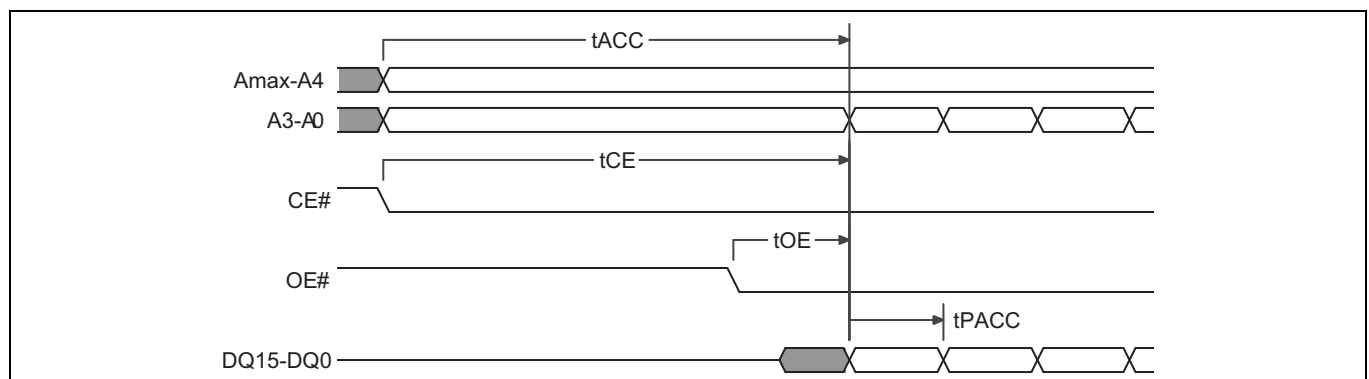 tACC
Amax-A4
A3-A0
tCE
CE#
tOE
OE#
tPACC
DQ15-DQ0